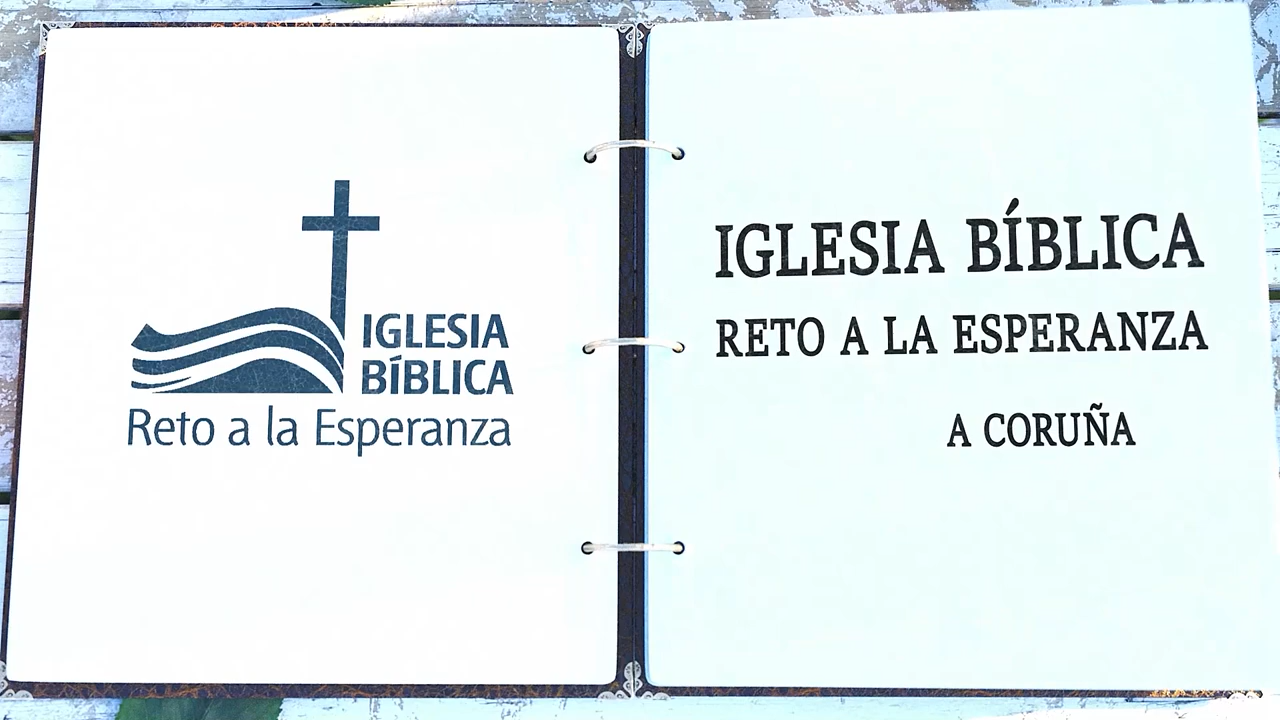 IGLESIA
BÍBLICA
Reto a la Esperanza
IGLESIA BÍBLICA
RETO A LA ESPERANZA
A CORUÑA